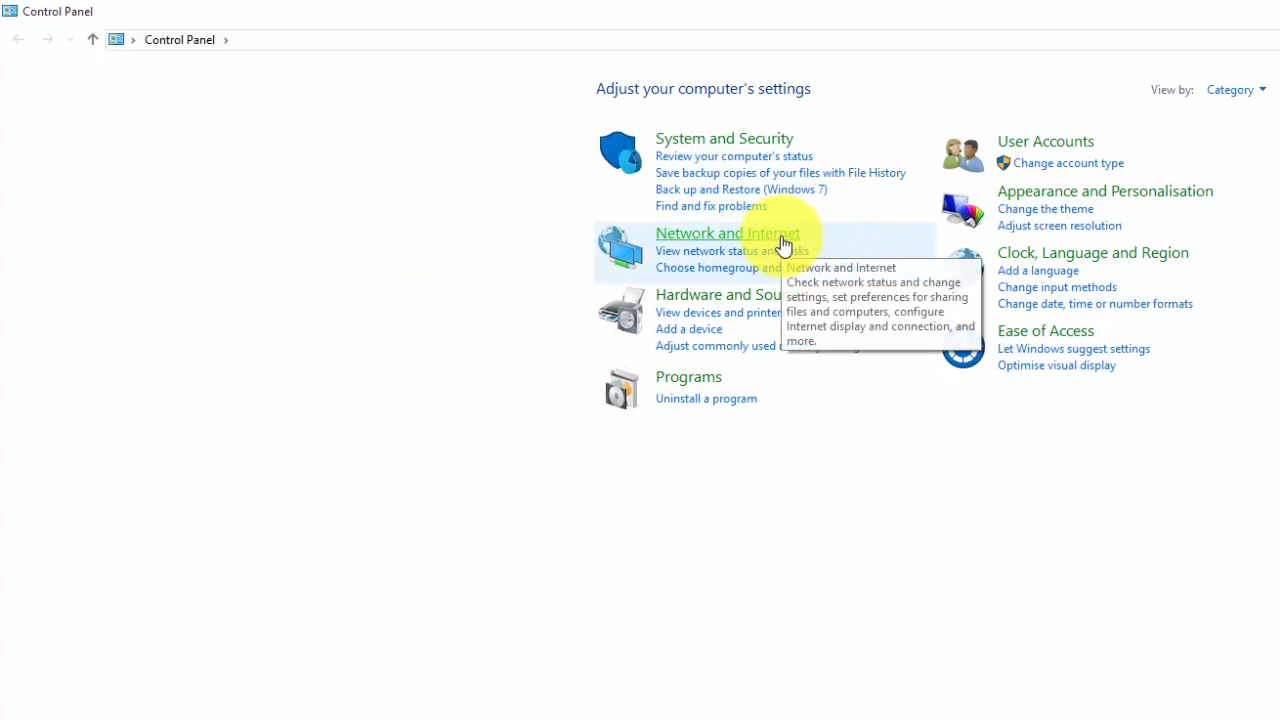 Control Panel
Control Panel
Adjust your computer's settings
View by: Category
System and Security
Review your computer's status
Save backup copies of your files with File History
Back up and Restore (Windows 7)
Find and fix problems
Network and Internet
View network status and tasks
Choose homegroup and
Network and Internet
Check network status and change
settings, set preferences for sharing
files and computers, configure
Internet display and connection, and
more.
Hardware and Sou
View devices and printer
Add a device
Adjust commonly used
Programs
Uninstall a program
User Accounts
Change account type
Appearance and Personalisation
Change the theme
Adjust screen resolution
Clock, Language and Region
Add a language
Change input methods
Change date, time or number formats
Ease of Access
Let Windows suggest settings
Optimise visual display